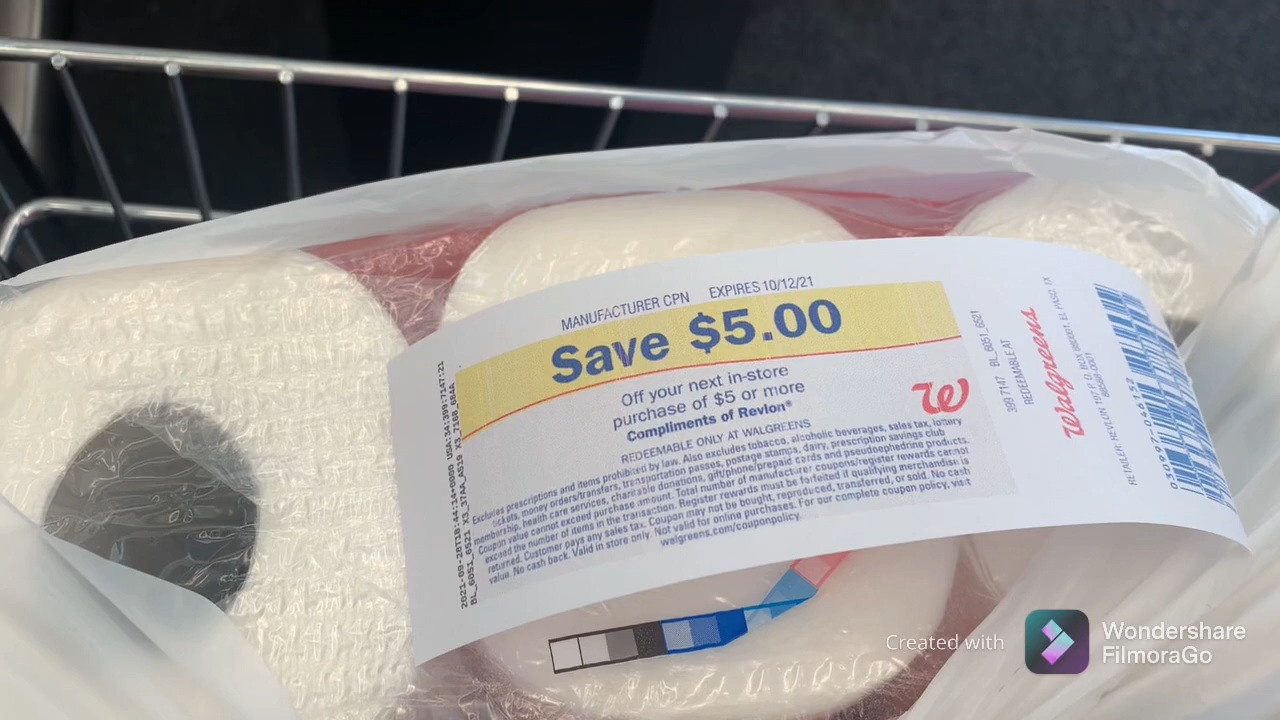 MANUFACTURER CPN EXPIRES 10/12/21
Save $5.00
Off your next in-store
purchase of $5 or more
Compliments of Revlon®
REDEEMABLE ONLY AT WALGREENS
Excludes prescriptions and items prohibited by law. Also excludes tobacco, alcoholic beverages, sales tax, lottery
tickets, money orders/transfers, transportation passes, postage stamps, dairy, prescription savings club
membership, health care services, charitable donations, gift/phone/prepaid cards and pseudoephedrine products.
Coupon value cannot exceed purchase amount. Total number of manufacturer coupons/register rewards cannot
exceed the number of items in the transaction. Register rewards must be forfeited if qualifying merchandise is
returned. Customer pays any sales tax. Coupon may not be bought, reproduced, transferred, or sold. No cash
value. No cash back. Valid in store only. Not valid for online purchases. For our complete coupon policy, visit
walgreens.com/couponpolicy.
W
399 7147 BL_6051_6521
REDEEMABLE AT
Walgreens
RETAILER: REVLON
EL PASO, TX
88588-001
Created with
Wondershare
FilmoraGo